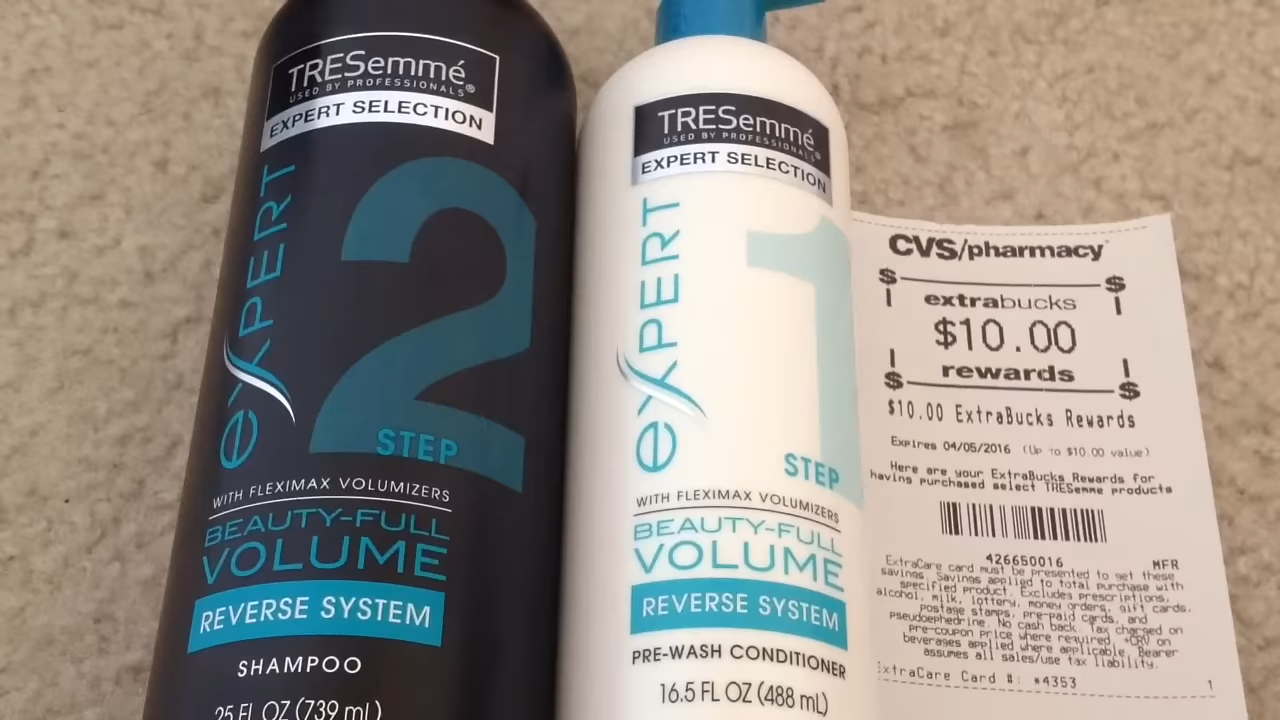 TRESemmé®
USED BY PROFESSIONALS
EXPERT SELECTION
eXPERT
2
STEP
WITH FLEXIMAX VOLUMIZERS
BEAUTY-FULL
VOLUME
REVERSE SYSTEM
SHAMPOO
25 FL OZ (739 mL)
TRESemmé®
USED BY PROFESSIONALS
EXPERT SELECTION
eXPERT
1
STEP
WITH FLEXIMAX VOLUMIZERS
BEAUTY-FULL
VOLUME
REVERSE SYSTEM
PRE-WASH CONDITIONER
16.5 FL OZ (488 mL)
CVS/pharmacy
$ $
extrabucks
$10.00
rewards
$ $
$10.00 ExtraBucks Rewards
Expires 04/05/2016 (Up to $10.00 value)
Here are your ExtraBucks Rewards for
having purchased select TRESemme products
426650016 MFR
ExtraCare card must be presented to get these
savings. Savings applied to total purchase with
specified product. Excludes prescriptions,
alcohol, milk, lottery, money orders, gift cards,
postage stamps, pre-paid cards, and
pseudoephedrine. No cash back. Tax charged on
pre-coupon price where required. +CRV on
beverages applied where applicable. Bearer
assumes all sales/use tax liability.
ExtraCare Card #: *4353
1